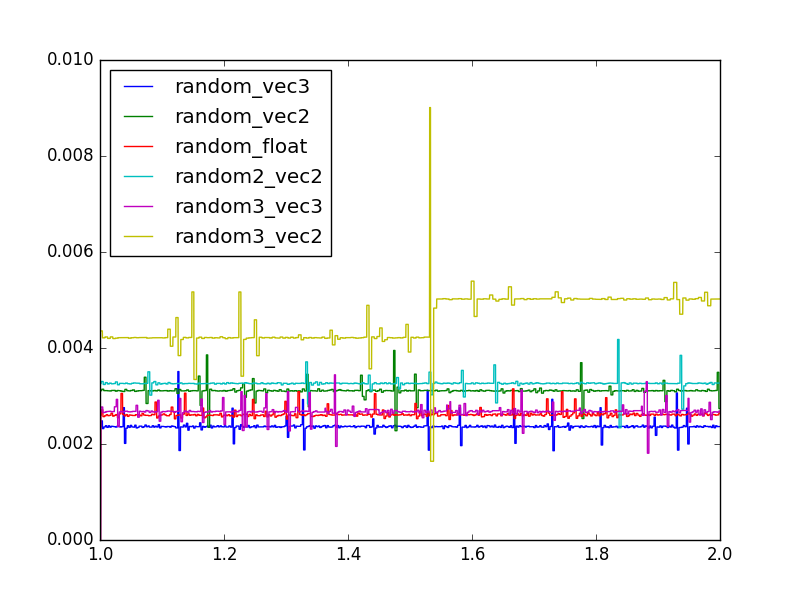 0.010
0.008
0.006
0.004
0.002
0.000
random_vec3
random_vec2
random_float
random2_vec2
random3_vec3
random3_vec2
1.0 1.2 1.4 1.6 1.8 2.0